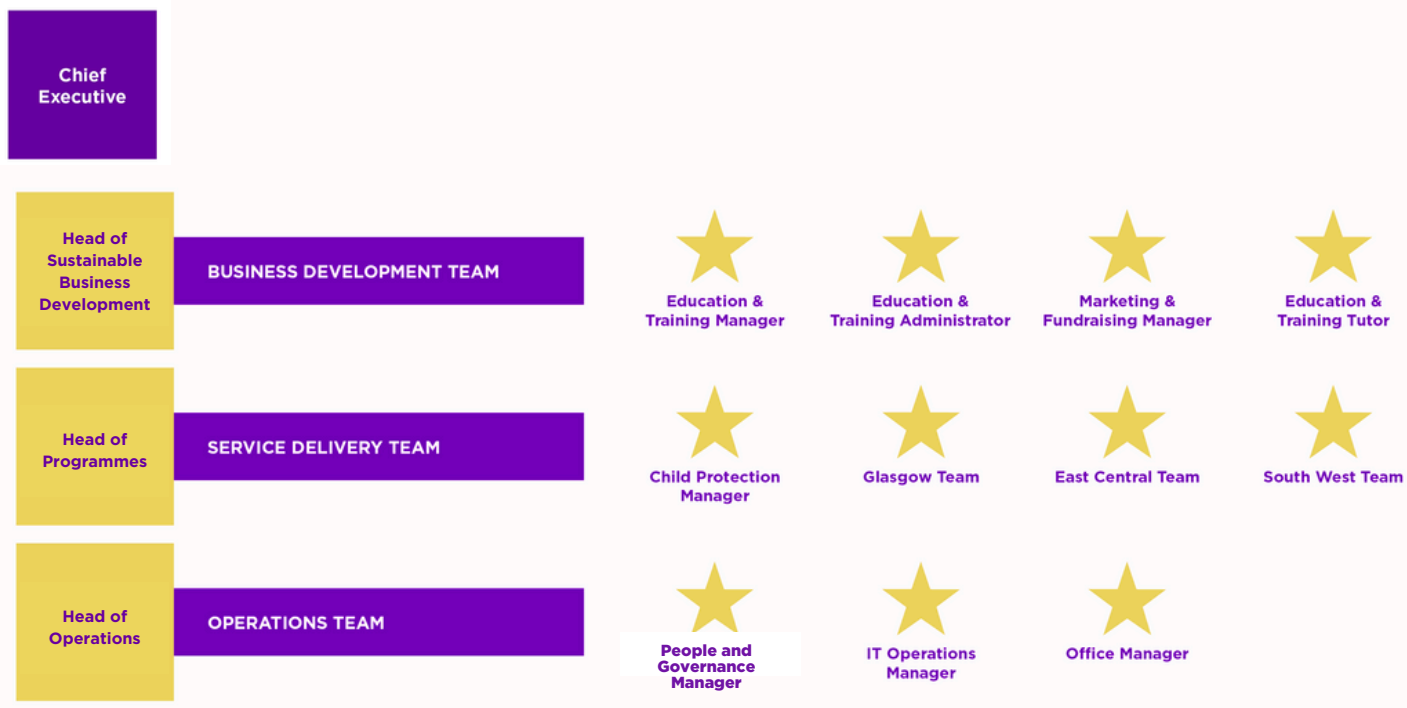 Chief
Executive
Head of
Sustainable
Business
Development
BUSINESS DEVELOPMENT TEAM
Education &
Training Manager
Education &
Training Administrator
Marketing &
Fundraising Manager
Education &
Training Tutor
Head of
Programmes
SERVICE DELIVERY TEAM
Child Protection
Manager
Glasgow Team
East Central Team
South West Team
Head of
Operations
OPERATIONS TEAM
People and
Governance
Manager
IT Operations
Manager
Office Manager